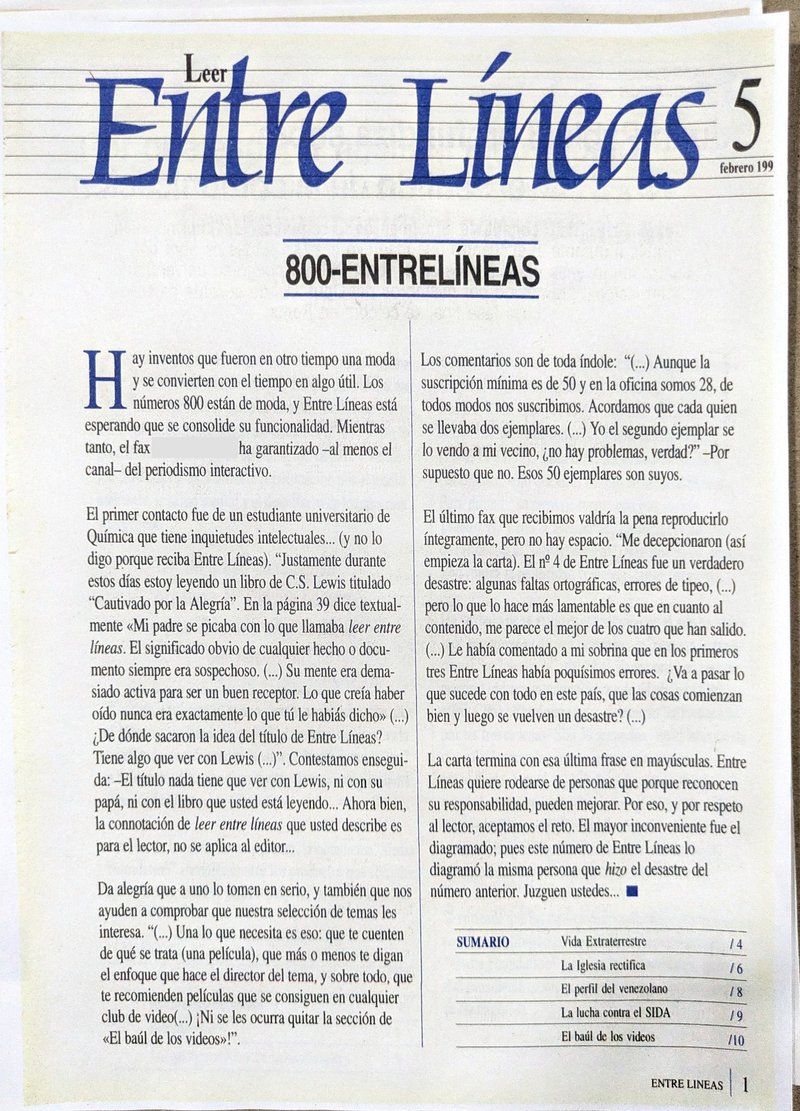 Leer
Entre Líneas
5
febrero 199
800-ENTRELÍNEAS
Hay inventos que fueron en otro tiempo una moda
y se convierten con el tiempo en algo útil. Los
números 800 están de moda, y Entre Líneas está
esperando que se consolide su funcionalidad. Mientras
tanto, el fax ha garantizado –al menos el
canal– del periodismo interactivo.
El primer contacto fue de un estudiante universitario de
Química que tiene inquietudes intelectuales... (y no lo
digo porque reciba Entre Líneas). “Justamente durante
estos días estoy leyendo un libro de C.S. Lewis titulado
“Cautivado por la Alegría”. En la página 39 dice textual-
mente «Mi padre se picaba con lo que llamaba leer entre
líneas. El significado obvio de cualquier hecho o docu-
mento siempre era sospechoso. (...) Su mente era dema-
siado activa para ser un buen receptor. Lo que creía haber
oído nunca era exactamente lo que tú le habiás dicho» (...)
¿De dónde sacaron la idea del título de Entre Líneas?
Tiene algo que ver con Lewis (...)”. Contestamos ensegui-
da: –El título nada tiene que ver con Lewis, ni con su
papá, ni con el libro que usted está leyendo... Ahora bien,
la connotación de leer entre líneas que usted describe es
para el lector, no se aplica al editor...
Da alegría que a uno lo tomen en serio, y también que nos
ayuden a comprobar que nuestra selección de temas les
interesa. “(...) Una lo que necesita es eso: que te cuenten
de qué se trata (una película), que más o menos te digan
el enfoque que hace el director del tema, y sobre todo, que
te recomienden películas que se consiguen en cualquier
club de video(...) ¡Ni se les ocurra quitar la sección de
«El baúl de los videos»!”.
Los comentarios son de toda índole: “(...) Aunque la
suscripción mínima es de 50 y en la oficina somos 28, de
todos modos nos suscribimos. Acordamos que cada quien
se llevaba dos ejemplares. (...) Yo el segundo ejemplar se
lo vendo a mi vecino, ¿no hay problemas, verdad?” –Por
supuesto que no. Esos 50 ejemplares son suyos.
El último fax que recibimos valdría la pena reproducirlo
íntegramente, pero no hay espacio. “Me decepcionaron (así
empieza la carta). El nº 4 de Entre Líneas fue un verdadero
desastre: algunas faltas ortográficas, errores de tipeo, (...)
pero lo que lo hace más lamentable es que en cuanto al
contenido, me parece el mejor de los cuatro que han salido.
(...) Le había comentado a mi sobrina que en los primeros
tres Entre Líneas había poquísimos errores. ¿Va a pasar lo
que sucede con todo en este país, que las cosas comienzan
bien y luego se vuelven un desastre? (...)
La carta termina con esa última frase en mayúsculas. Entre
Líneas quiere rodearse de personas que porque reconocen
su responsabilidad, pueden mejorar. Por eso, y por respeto
al lector, aceptamos el reto. El mayor inconveniente fue el
diagramado; pues este número de Entre Líneas lo
diagramó la misma persona que hizo el desastre del
número anterior. Juzguen ustedes... ■
SUMARIO Vida Extraterrestre /4
La Iglesia rectifica /6
El perfil del venezolano /8
La lucha contra el SIDA /9
El baúl de los videos /10
ENTRE LINEAS 1